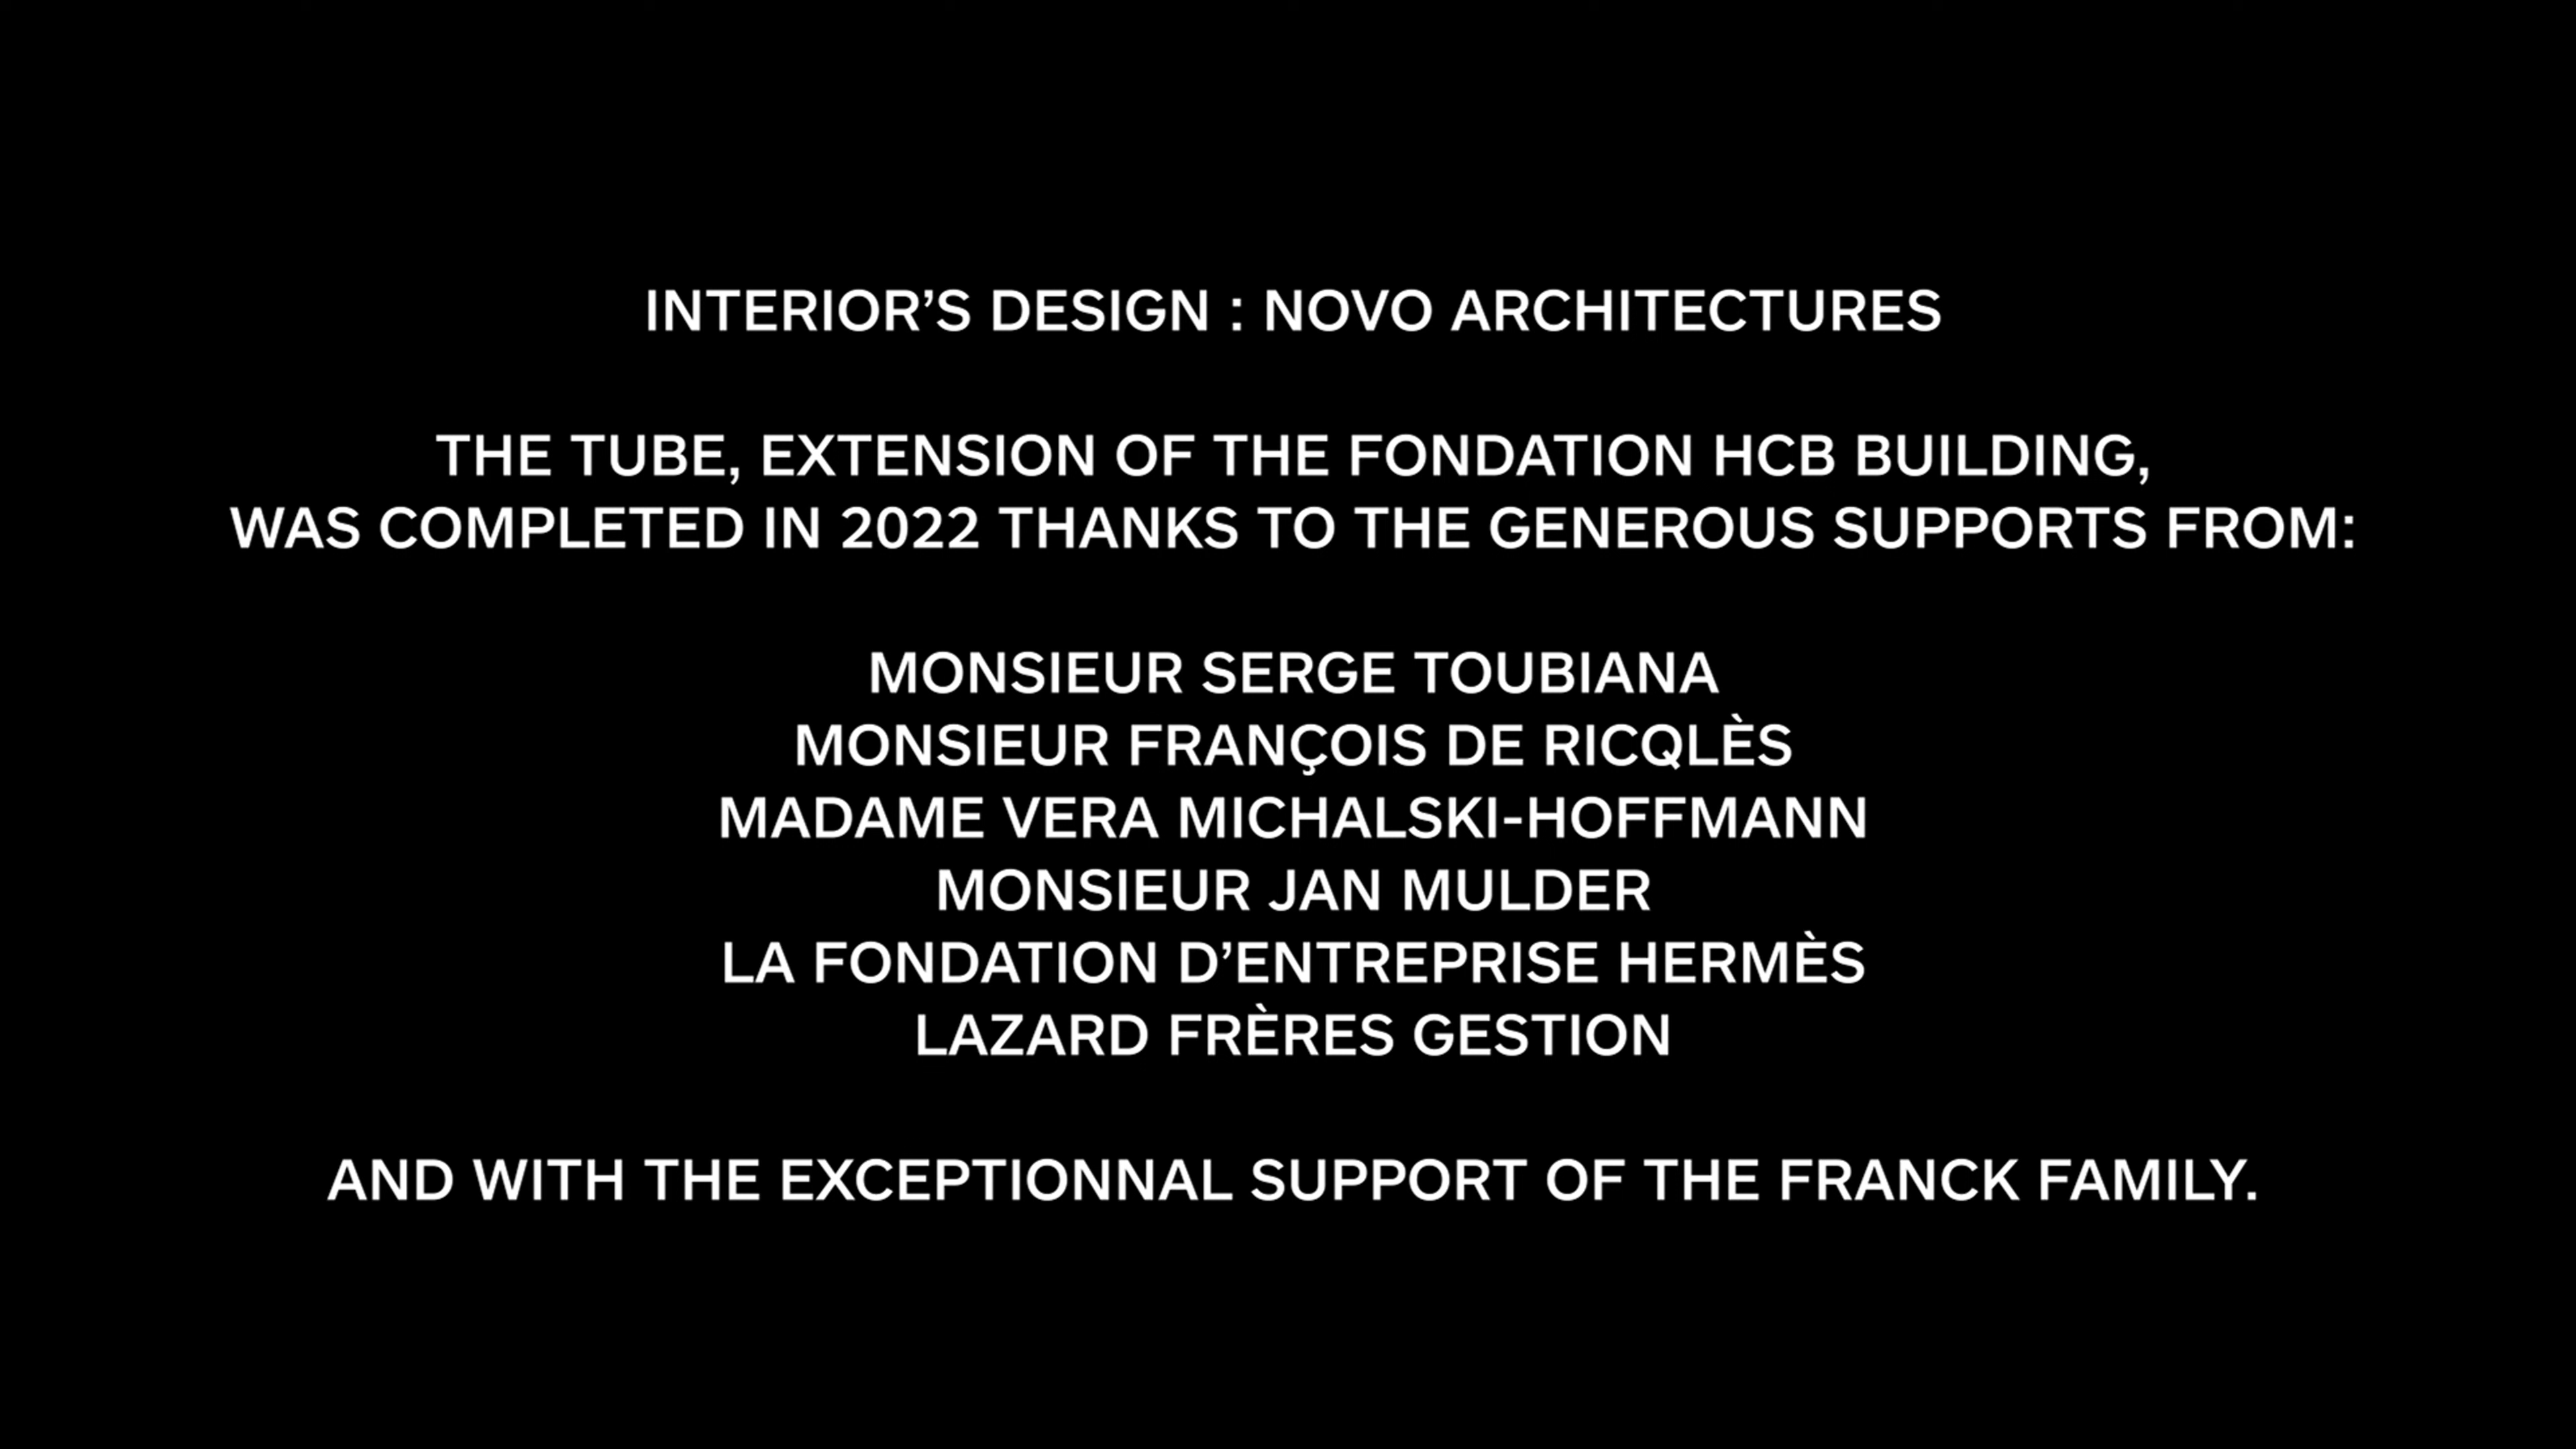 INTERIOR’S DESIGN : NOVO ARCHITECTURES
THE TUBE, EXTENSION OF THE FONDATION HCB BUILDING,
WAS COMPLETED IN 2022 THANKS TO THE GENEROUS SUPPORTS FROM:
MONSIEUR SERGE TOUBIANA
MONSIEUR FRANÇOIS DE RICQLÈS
MADAME VERA MICHALSKI-HOFFMANN
MONSIEUR JAN MULDER
LA FONDATION D’ENTREPRISE HERMÈS
LAZARD FRÈRES GESTION
AND WITH THE EXCEPTIONNAL SUPPORT OF THE FRANCK FAMILY.